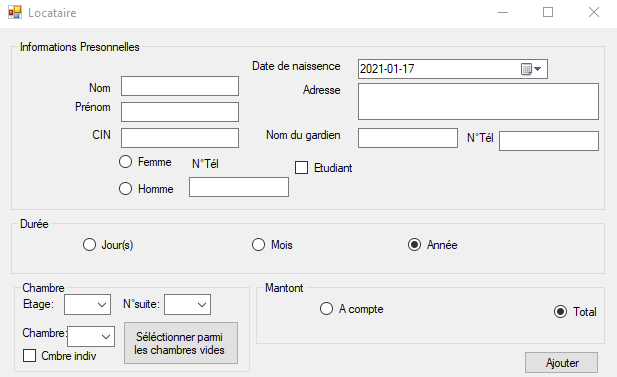 Locataire
Informations Presonnelles
Date de naissence
2021-01-17
Nom
Adresse
Prénom
CIN
Nom du gardien
N°Tél
Femme
N°Tél
Etudiant
Homme
Durée
Jour(s)
Mois
Année
Chambre
Etage:
N°suite:
Chambre:
Séléctionner parmi
les chambres vides
Cmbre indiv
Mantont
A compte
Total
Ajouter